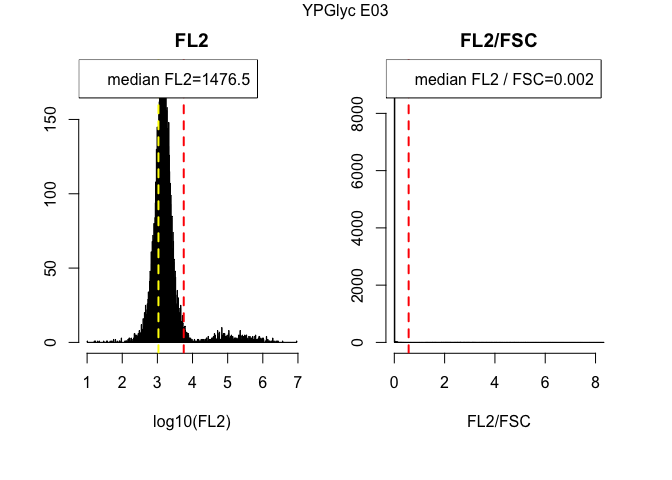 YPGlyc E03
FL2
FL2/FSC
median FL2=1476.5
median FL2 / FSC=0.002
0
50
100
150
1 2 3 4 5 6 7
log10(FL2)
0
2000
4000
6000
8000
0 2 4 6 8
FL2/FSC